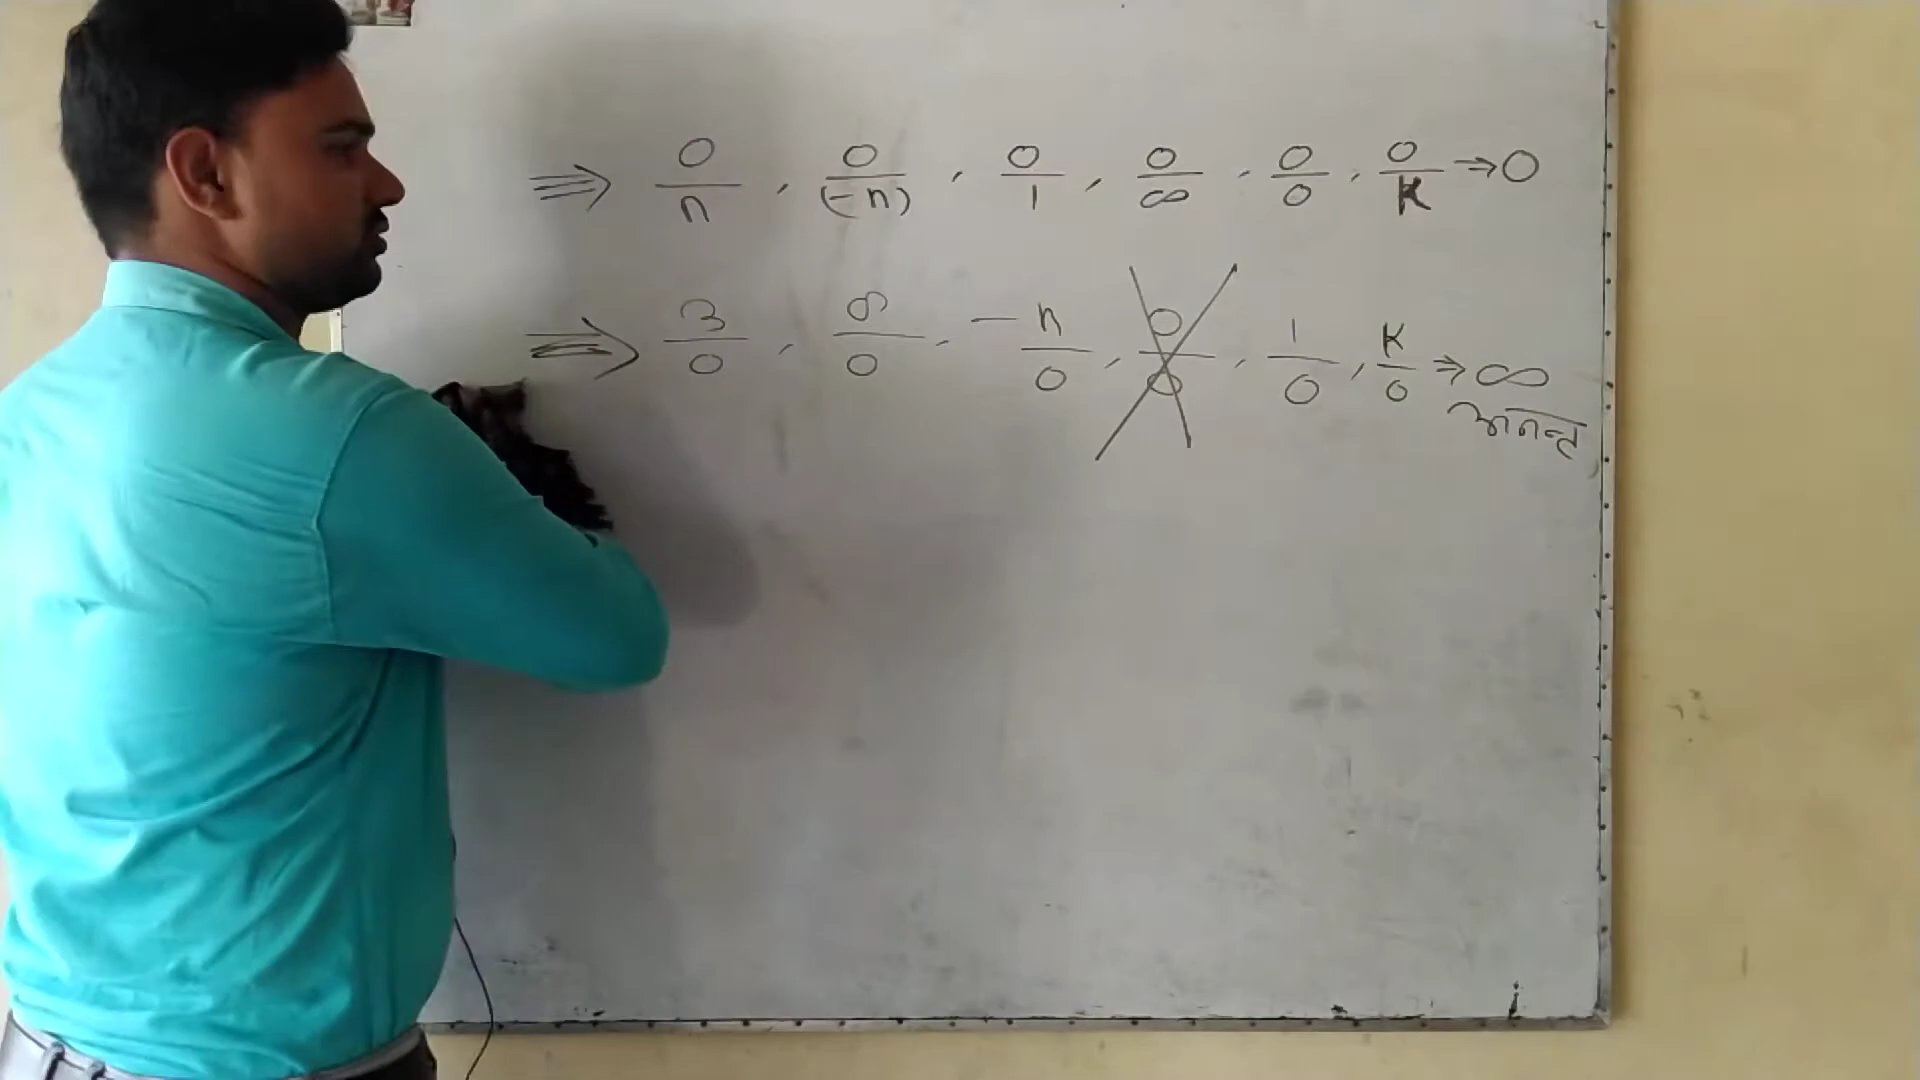 ⇒ 0/n , 0/(-n) , 0/1 , 0/∞ , 0/0 , 0/K → 0
⇒ 3/0 , 8/0 , -n/0 , 0/0 , 1/0 , K/0 ⇒ ∞
अनन्त